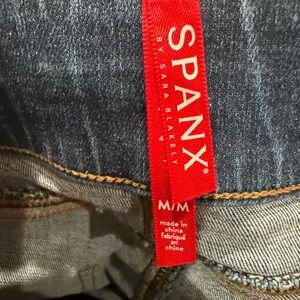 SPANX®
BY SARA BLAKELY
M/M
made in
china
fabriqué
en
chine